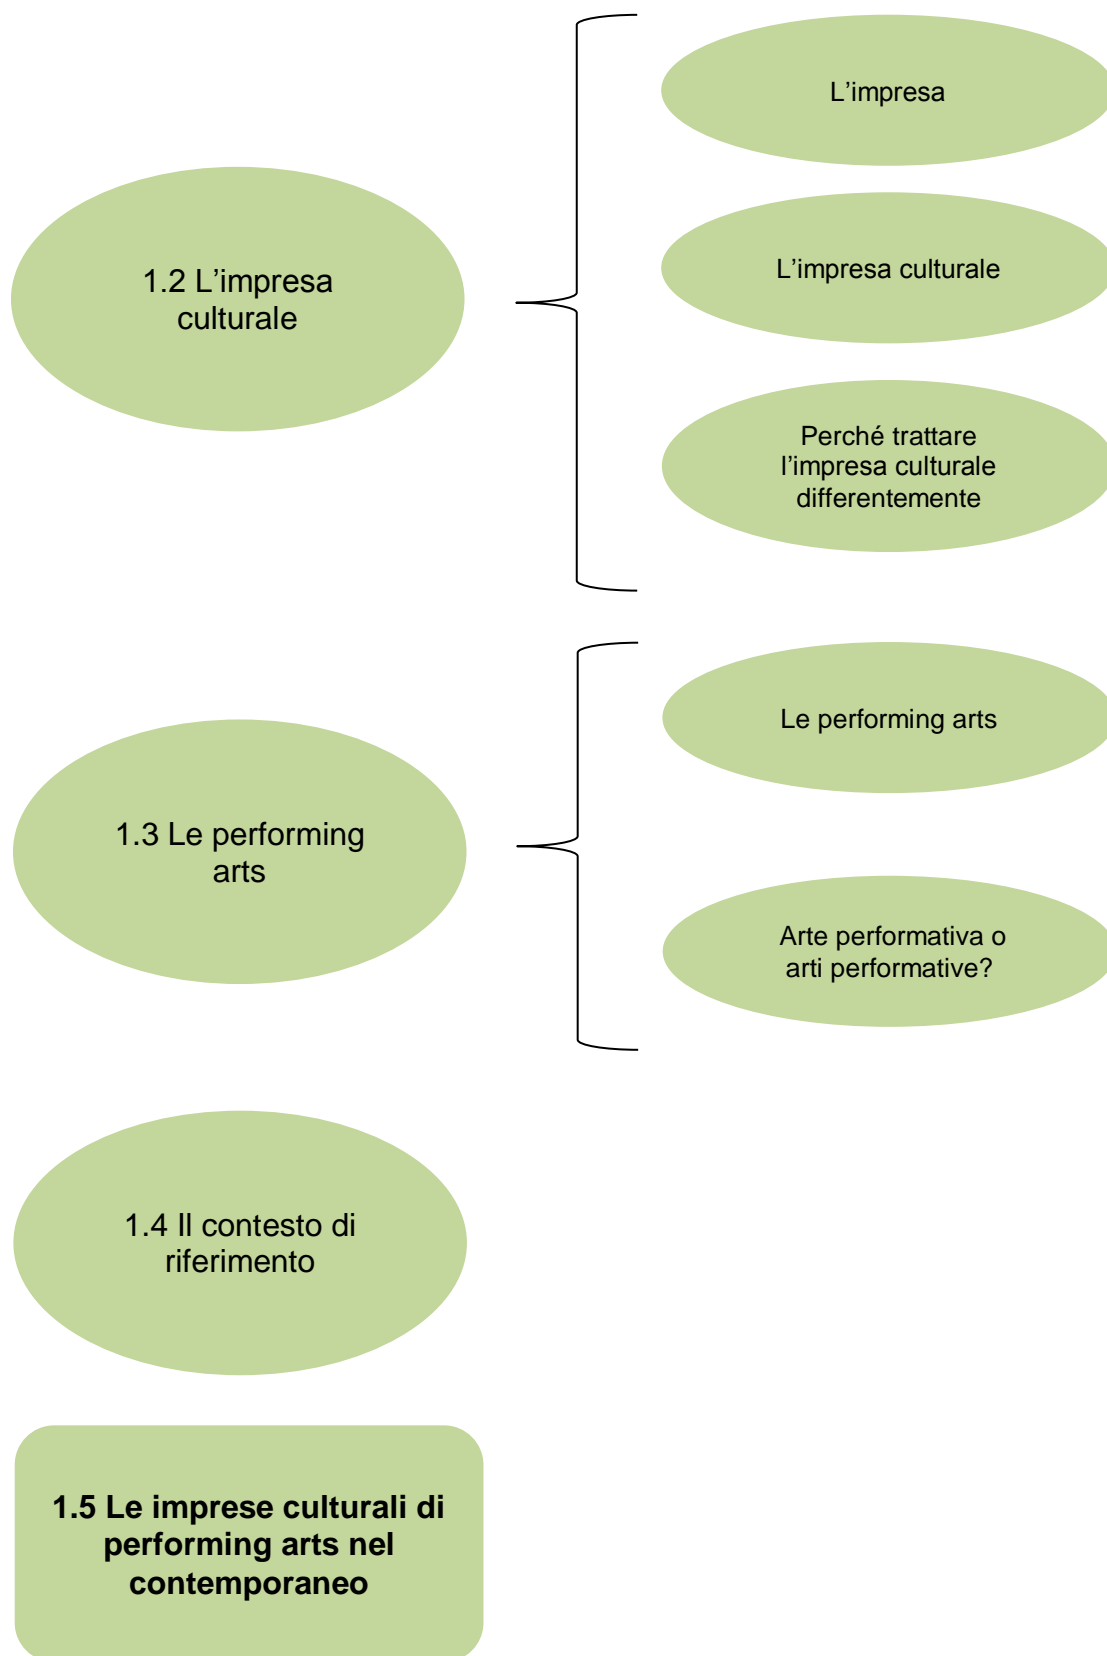 1.2 L’impresa
culturale
L’impresa
L’impresa culturale
Perché trattare
l’impresa culturale
differentemente
1.3 Le performing
arts
Le performing arts
Arte performativa o
arti performative?
1.4 Il contesto di
riferimento
1.5 Le imprese culturali di
performing arts nel
contemporaneo